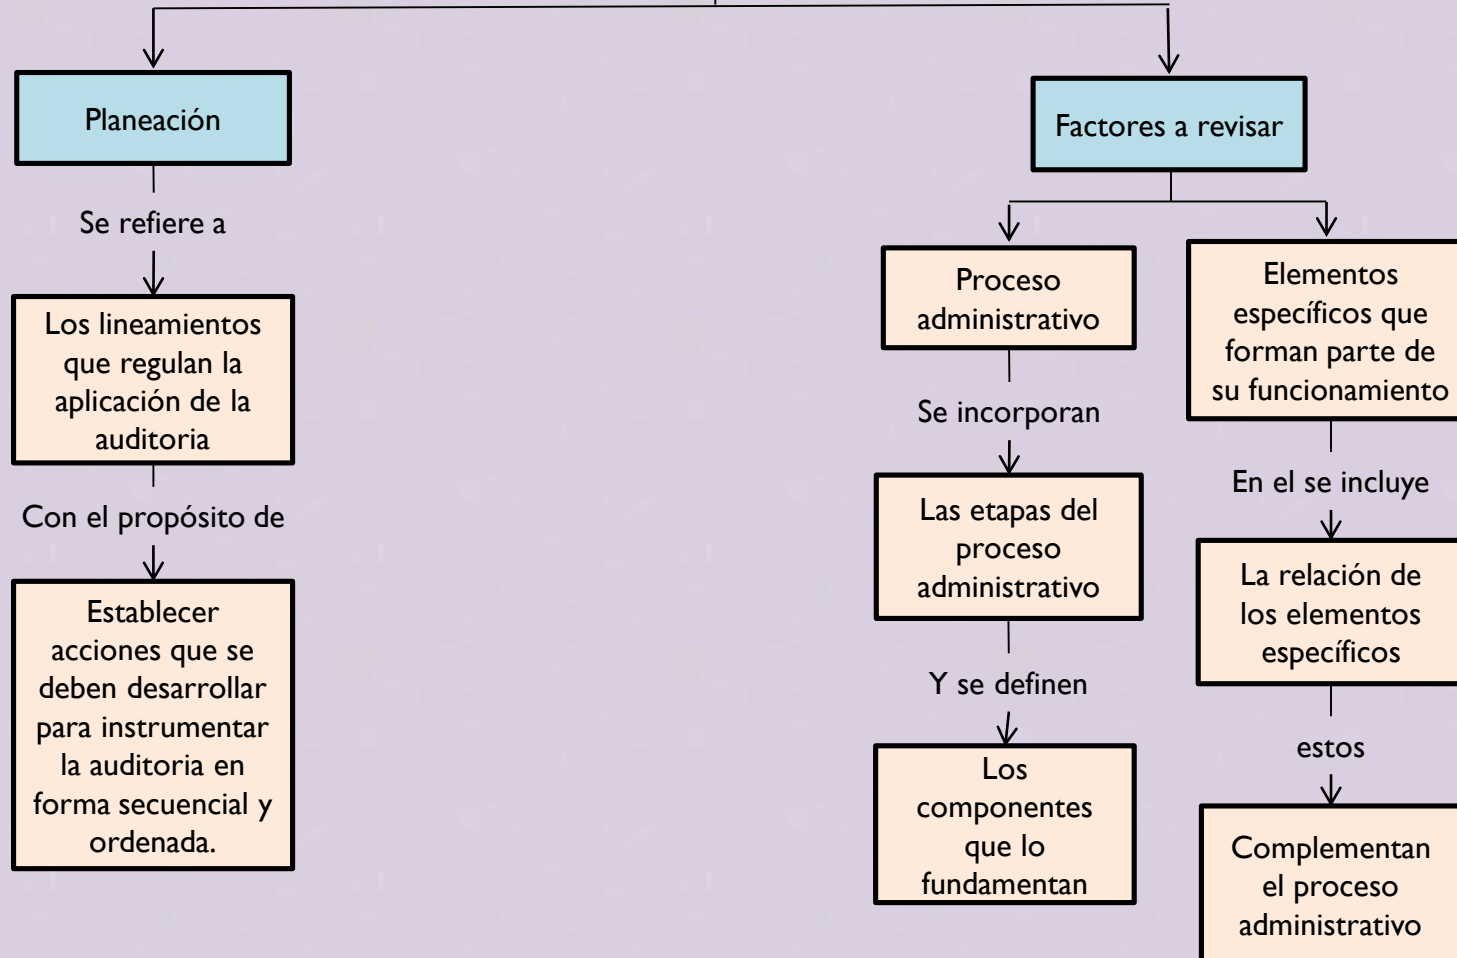 Planeación
Se refiere a
Los lineamientos
que regulan la
aplicación de la
auditoria
Con el propósito de
Establecer
acciones que se
deben desarrollar
para instrumentar
la auditoria en
forma secuencial y
ordenada.
Factores a revisar
Proceso
administrativo
Se incorporan
Las etapas del
proceso
administrativo
Y se definen
Los
componentes
que lo
fundamentan
Elementos
específicos que
forman parte de
su funcionamiento
En el se incluye
La relación de
los elementos
específicos
estos
Complementan
el proceso
administrativo